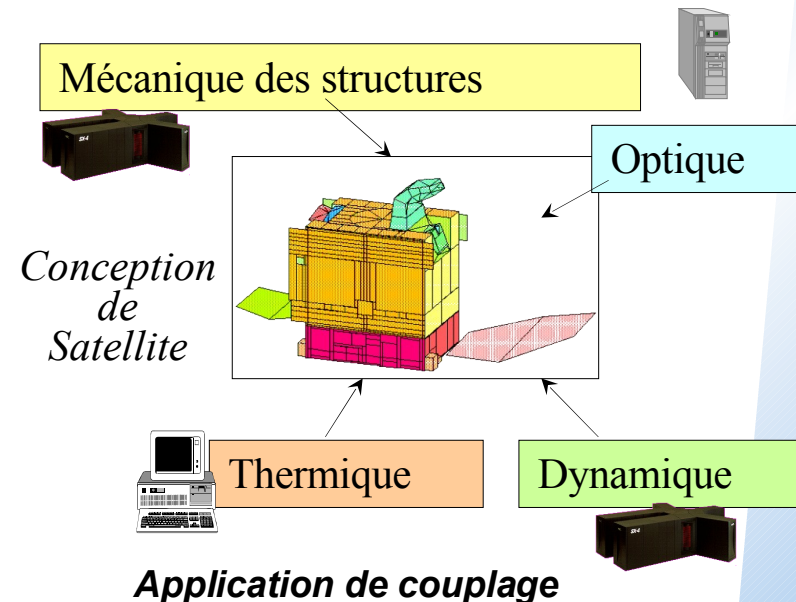 Mécanique des structures
Optique
Conception
de
Satellite
Thermique
Dynamique
Application de couplage